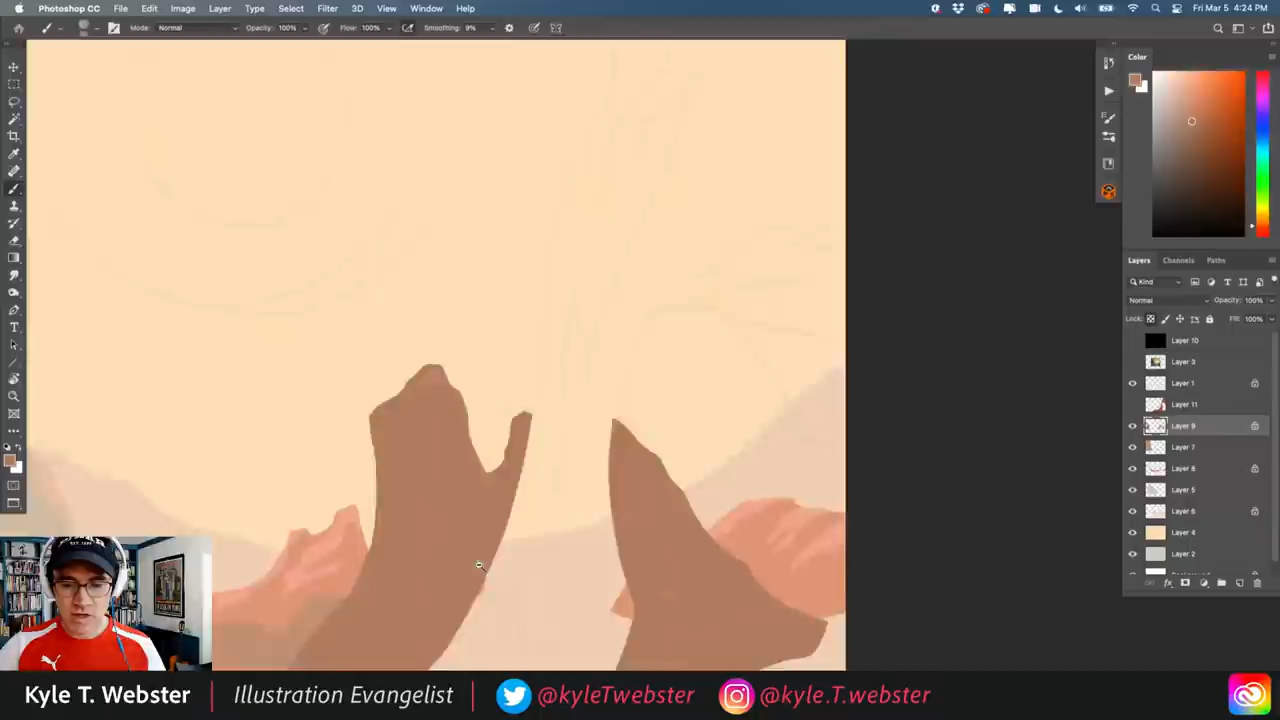 Photoshop CC File Edit Image Layer Type Select Filter 3D View Window Help Fri Mar 5 4:24 PM
Mode: Normal Opacity: 100% Flow: 100% Smoothing: 9%
Color
Layers Channels Paths
Kind
Normal Opacity: 100%
Lock: Fill: 100%
Layer 10
Layer 3
Layer 1
Layer 11
Layer 9
Layer 7
Layer 8
Layer 5
Layer 6
Layer 4
Layer 2
fx
Kyle T. Webster Illustration Evangelist @kyleTwebster @kyle.T.webster